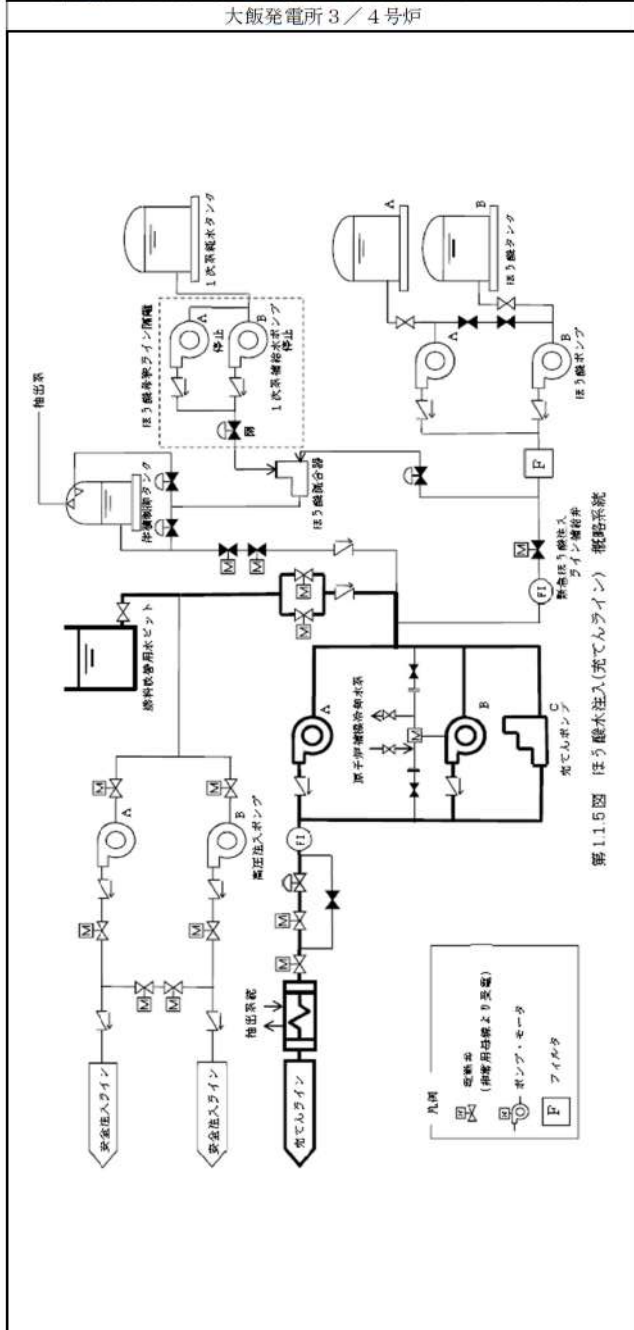 大飯発電所３／４号炉
抽出系
１次系純水タンク
ほう酸希釈ライン隔離
A
停止
B
停止
１次系補給水ポンプ
閉
体積制御タンク
ほう酸混合器
M
M
A
B
ほう酸タンク
A
B
ほう酸ポンプ
F
M
緊急ほう酸注入
ライン補給弁
FI
燃料取替用水ピット
M
M
M
A
M
B
高圧注入ポンプ
M
M
M
M
安全注入ライン
安全注入ライン
A
原子炉補機冷却水系
M
B
C
充てんポンプ
FI
M
M
抽出系統
充てんライン
凡例
M
電動弁
(非常用母線より受電)
M
ポンプ・モータ
F
フィルタ
第1.1.5図　ほう酸水注入(充てんライン)　概略系統